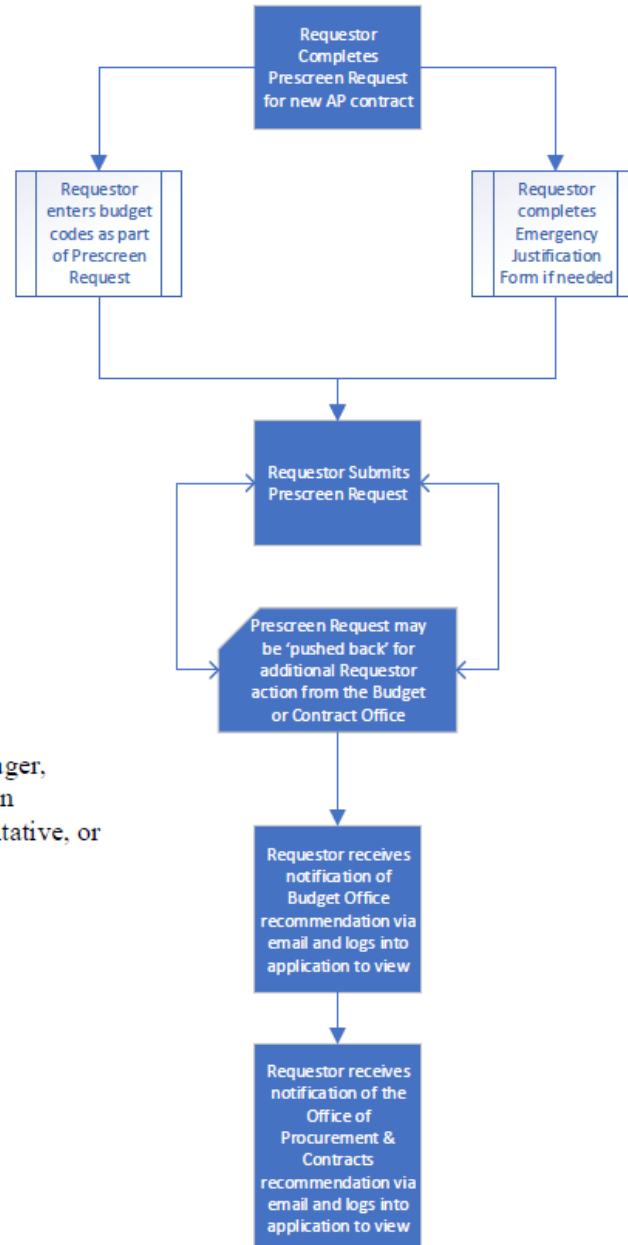 Requestor
Completes
Prescreen Request
for new AP contract
Requestor
enters budget
codes as part
of Prescreen
Request
Requestor
completes
Emergency
Justification
Form if needed
Requestor Submits
Prescreen Request
Prescreen Request may
be ‘pushed back’ for
additional Requestor
action from the Budget
or Contract Office
Requestor receives
notification of
Budget Office
recommendation via
email and logs into
application to view
Requestor receives
notification of the
Office of
Procurement &
Contracts
recommendation via
email and logs into
application to view